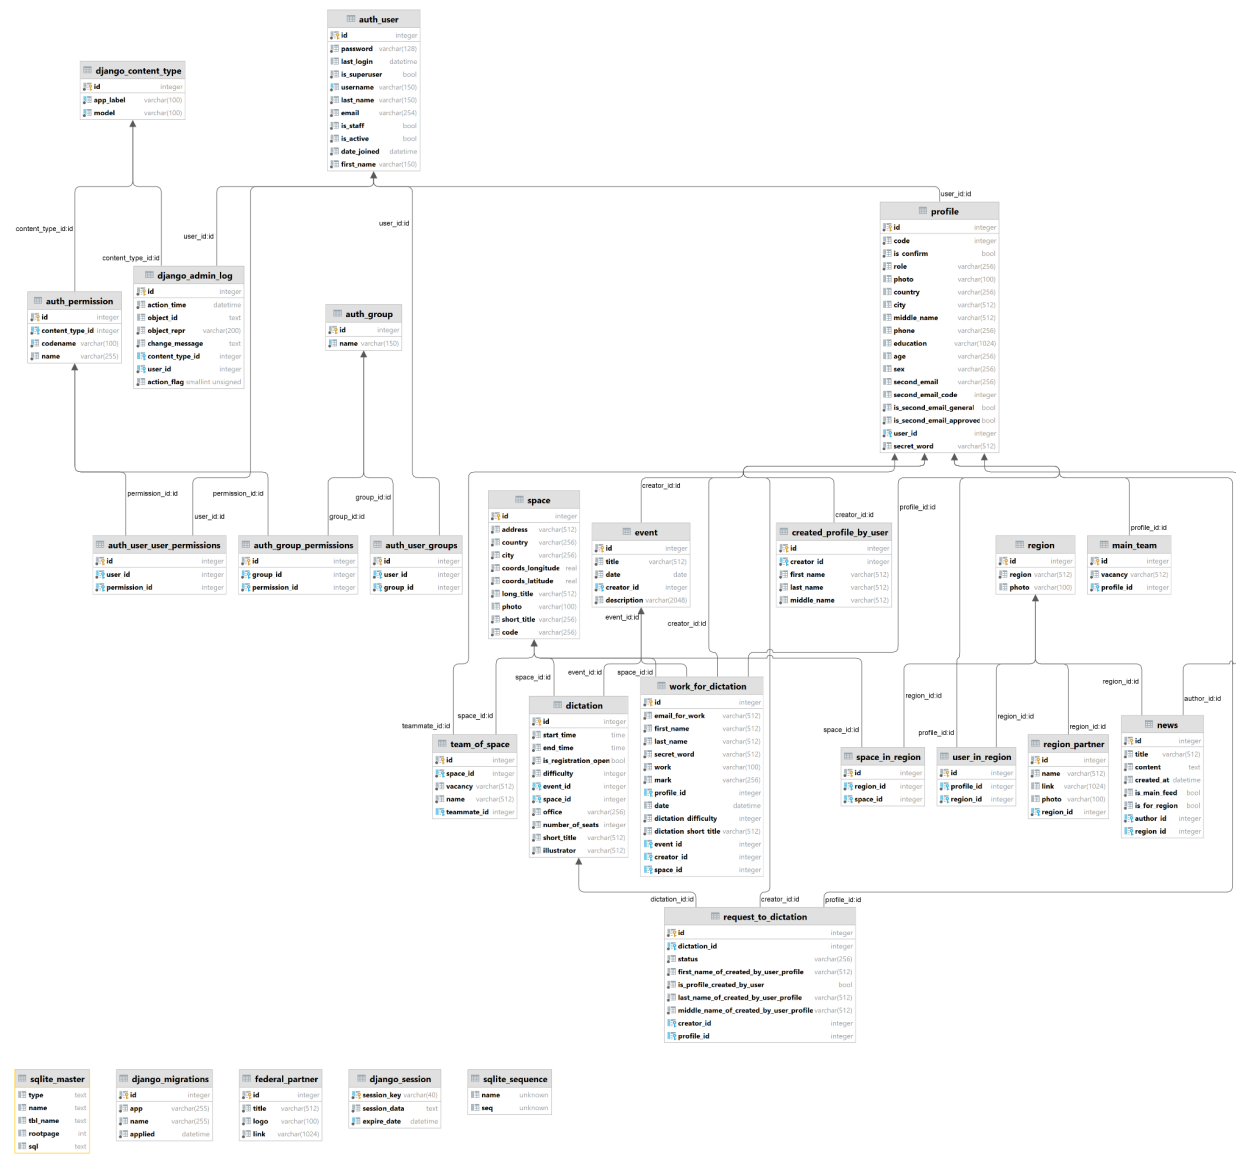 auth_user
id integer
password varchar(128)
last_login datetime
is_superuser bool
username varchar(150)
last_name varchar(150)
email varchar(254)
is_staff bool
is_active bool
date_joined datetime
first_name varchar(150)
django_content_type
id integer
app_label varchar(100)
model varchar(100)
user_id:id
content_type_id:id
user_id:id
user_id:id
content_type_id:id
profile
id integer
code integer
is_confirm bool
role varchar(256)
photo varchar(100)
country varchar(256)
city varchar(512)
middle_name varchar(512)
phone varchar(256)
education varchar(1024)
age varchar(256)
sex varchar(256)
second_email varchar(256)
second_email_code integer
is_second_email_general bool
is_second_email_approved bool
user_id integer
secret_word varchar(512)
django_admin_log
id integer
action_time datetime
object_id text
object_repr varchar(200)
change_message text
content_type_id integer
user_id integer
action_flag smallint unsigned
auth_permission
id integer
content_type_id integer
codename varchar(100)
name varchar(255)
auth_group
id integer
name varchar(150)
permission_id:id
permission_id:id
group_id:id
user_id:id
group_id:id
creator_id:id
creator_id:id
profile_id:id
profile_id:id
auth_user_user_permissions
id integer
user_id integer
permission_id integer
auth_group_permissions
id integer
group_id integer
permission_id integer
auth_user_groups
id integer
user_id integer
group_id integer
space
id integer
address varchar(512)
country varchar(256)
city varchar(256)
coords_longitude real
coords_latitude real
long_title varchar(512)
photo varchar(100)
short_title varchar(256)
code varchar(256)
event
id integer
title varchar(512)
date date
creator_id integer
description varchar(2048)
created_profile_by_user
id integer
creator_id integer
first_name varchar(512)
last_name varchar(512)
middle_name varchar(512)
region
id integer
region varchar(512)
photo varchar(100)
main_team
id integer
vacancy varchar(512)
profile_id integer
event_id:id
creator_id:id
space_id:id
event_id:id
space_id:id
region_id:id
author_id:id
teammate_id:id
space_id:id
space_id:id
region_id:id
profile_id:id
region_id:id
region_id:id
team_of_space
id integer
space_id integer
vacancy varchar(512)
name varchar(512)
teammate_id integer
dictation
id integer
start_time time
end_time time
is_registration_open bool
difficulty integer
event_id integer
space_id integer
office varchar(256)
number_of_seats integer
short_title varchar(512)
illustrator varchar(512)
work_for_dictation
id integer
email_for_work varchar(512)
first_name varchar(512)
last_name varchar(512)
secret_word varchar(512)
work varchar(100)
mark varchar(256)
profile_id integer
date datetime
dictation_difficulty integer
dictation_short_title varchar(512)
event_id integer
creator_id integer
space_id integer
space_in_region
id integer
region_id integer
space_id integer
user_in_region
id integer
profile_id integer
region_id integer
region_partner
id integer
name varchar(512)
link varchar(1024)
photo varchar(100)
region_id integer
news
id integer
title varchar(512)
content text
created_at datetime
is_main_feed bool
is_for_region bool
author_id integer
region_id integer
dictation_id:id
creator_id:id
profile_id:id
request_to_dictation
id integer
dictation_id integer
status varchar(256)
first_name_of_created_by_user_profile varchar(512)
is_profile_created_by_user bool
last_name_of_created_by_user_profile varchar(512)
middle_name_of_created_by_user_profile varchar(512)
creator_id integer
profile_id integer
sqlite_master
type text
name text
tbl_name text
rootpage int
sql text
django_migrations
id integer
app varchar(255)
name varchar(255)
applied datetime
federal_partner
id integer
title varchar(512)
logo varchar(100)
link varchar(1024)
django_session
session_key varchar(40)
session_data text
expire_date datetime
sqlite_sequence
name unknown
seq unknown